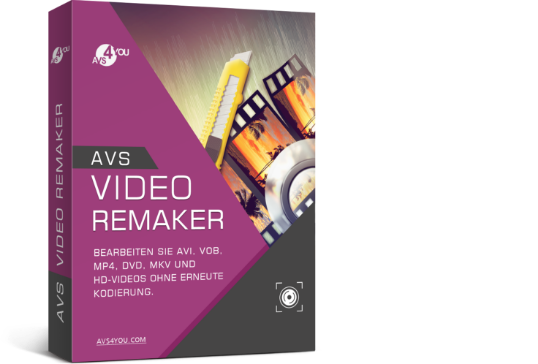 AVS4YOU
AVS4YOU
AVS
VIDEO
REMAKER
BEARBEITEN SIE AVI, VOB,
MP4, DVD, MKV UND
HD-VIDEOS OHNE ERNEUTE
KODIERUNG.
AVS4YOU.COM
AVS VIDEO REMAKER